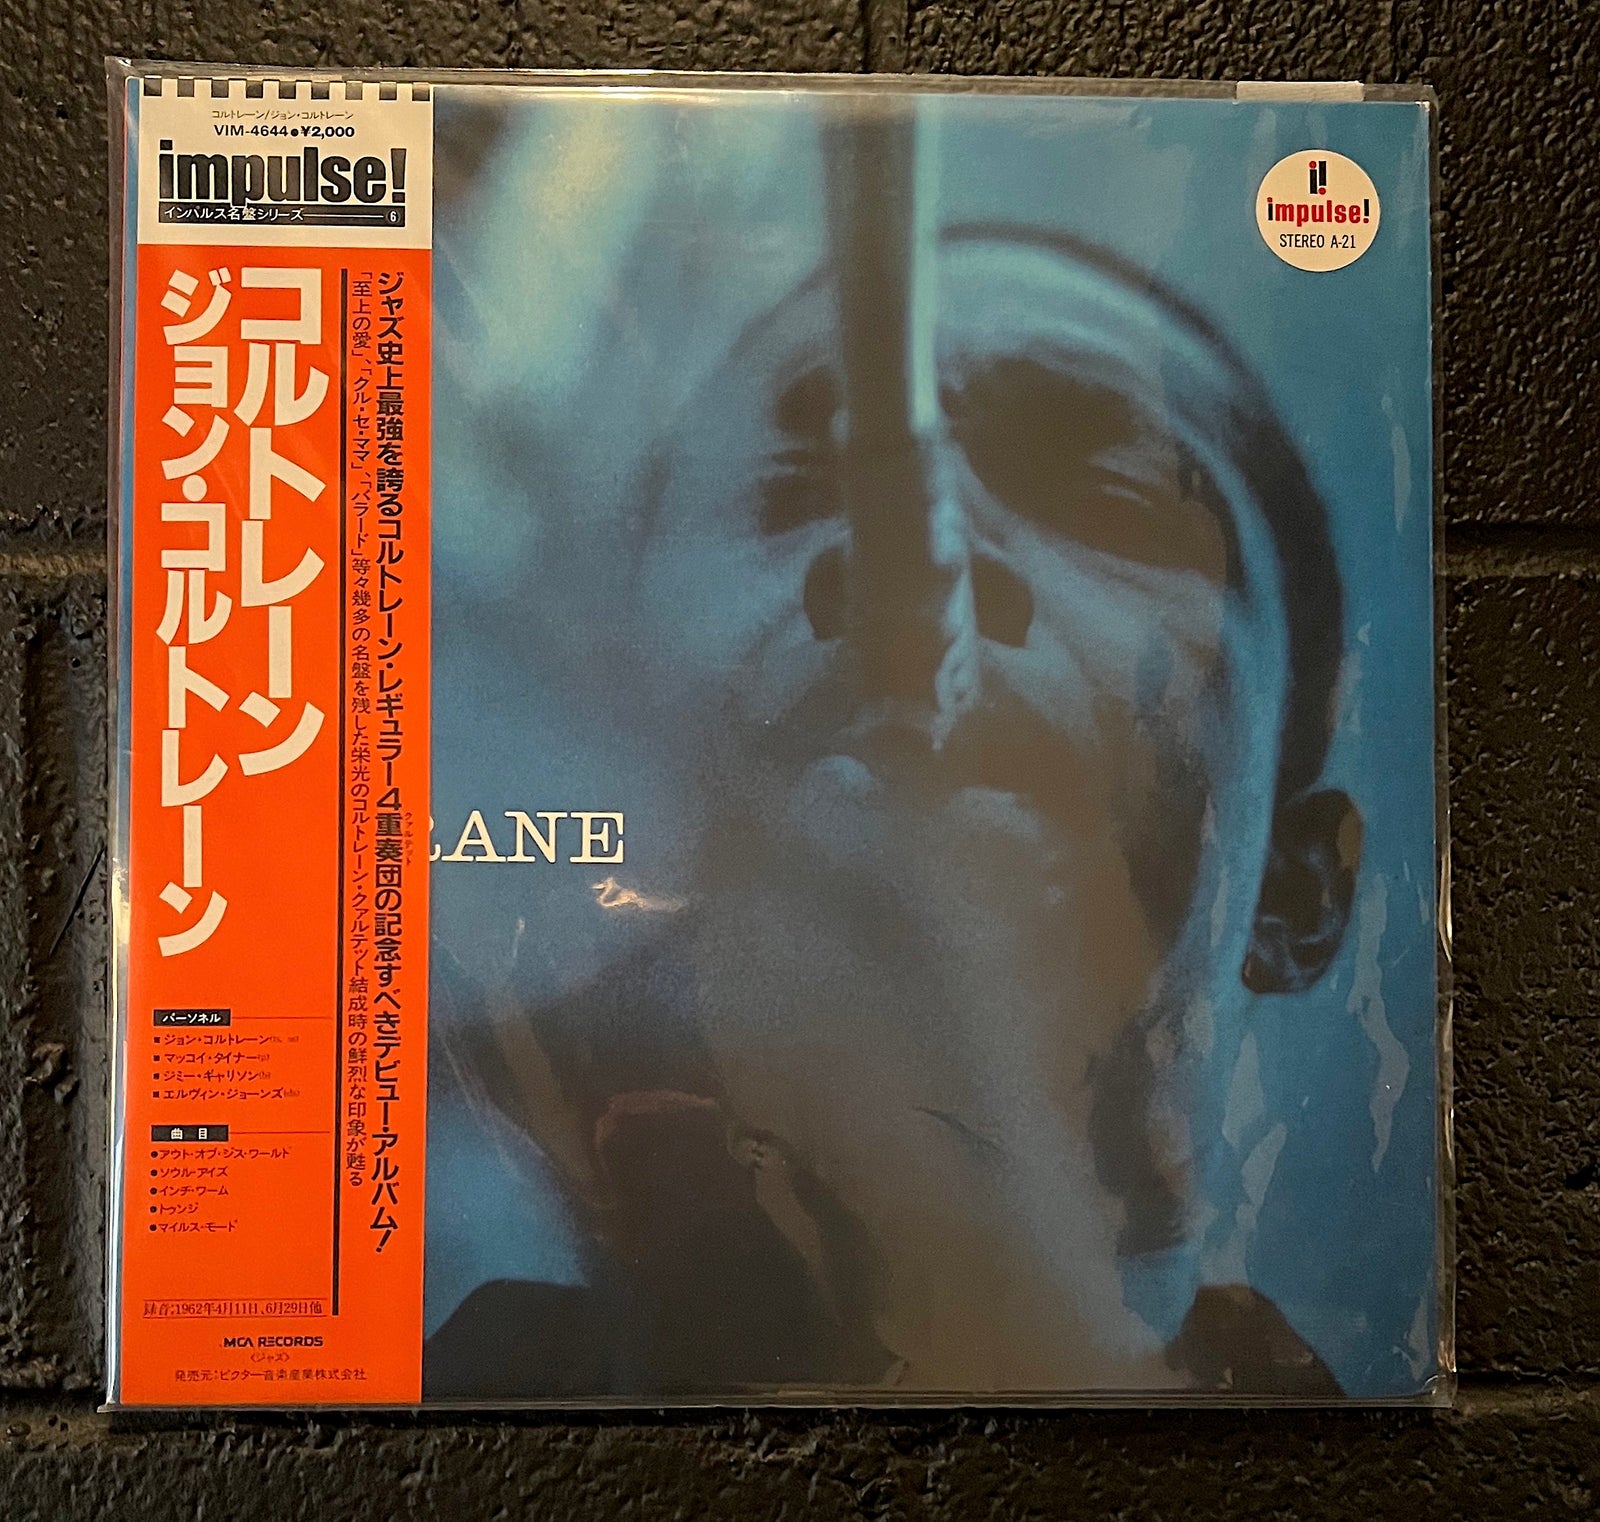 コルトレーン/ジョン・コルトレーン
VIM-4644●¥2,000
impulse!
インパルス名盤シリーズ 6
コルトレーン
ジョン・コルトレーン
ジャズ史上最強を誇るコルトレーン・レギュラー4重奏団の記念すべきデビュー・アルバム!
クァルテット
「至上の愛」、「クル・セ・ママ」、「バラード」等々幾多の名盤を残した栄光のコルトレーン・クァルテット結成時の鮮烈な印象が甦る
パーソネル
■ジョン・コルトレーン
■マッコイ・タイナー(p)
■ジミー・ギャリソン(b)
■エルヴィン・ジョーンズ(ds)
曲目
●アウト・オブ・ジス・ワールド
●ソウル・アイズ
●インチ・ワーム
●トゥンジ
●マイルス・モード
録音:1962年4月11日、6月29日他
MCA RECORDS
〈ジャズ〉
発売元:ビクター音楽産業株式会社
RANE
i!
impulse!
STEREO A-21